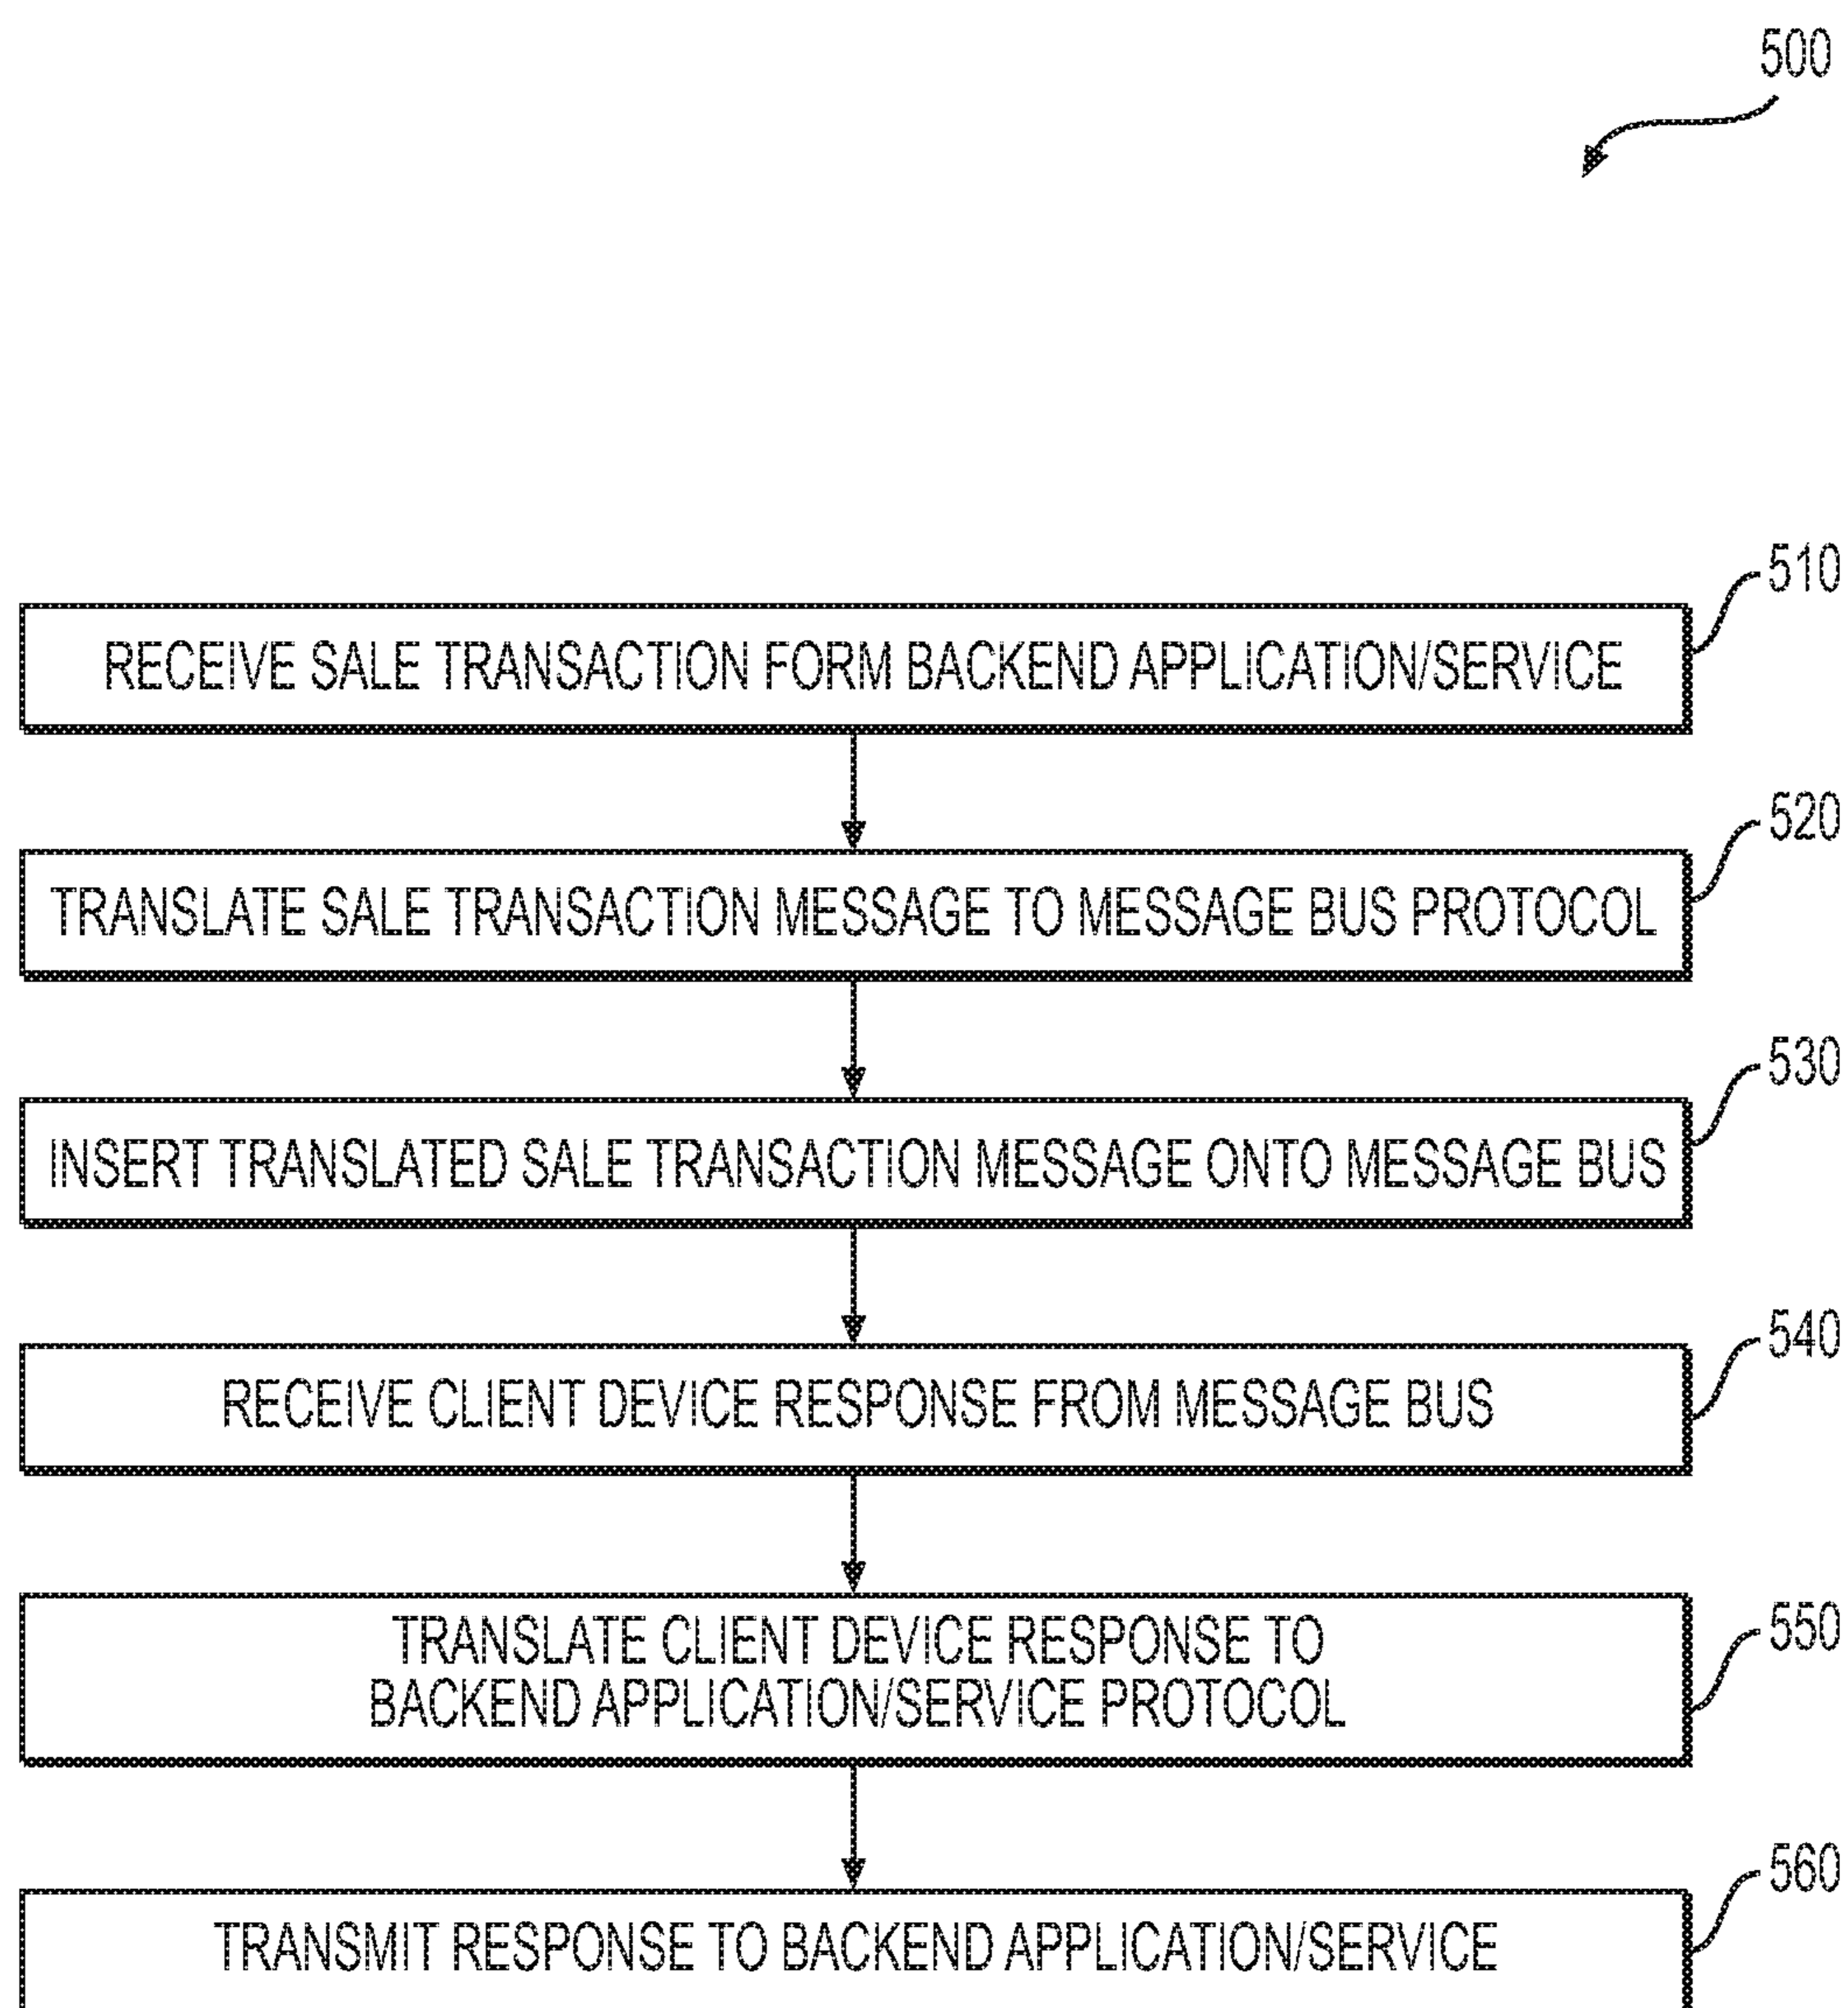 500
510
RECEIVE SALE TRANSACTION FORM BACKEND APPLICATION/SERVICE
520
TRANSLATE SALE TRANSACTION MESSAGE TO MESSAGE BUS PROTOCOL
530
INSERT TRANSLATED SALE TRANSACTION MESSAGE ONTO MESSAGE BUS
540
RECEIVE CLIENT DEVICE RESPONSE FROM MESSAGE BUS
550
TRANSLATE CLIENT DEVICE RESPONSE TO
BACKEND APPLICATION/SERVICE PROTOCOL
560
TRANSMIT RESPONSE TO BACKEND APPLICATION/SERVICE